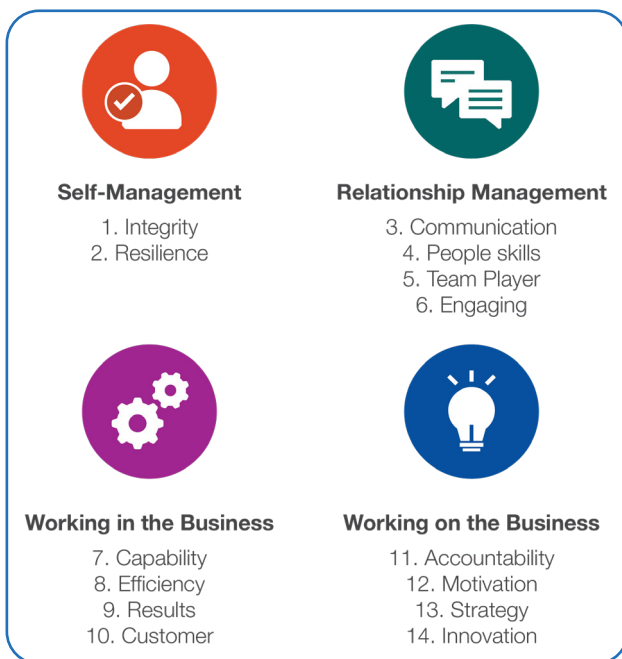 Self-Management
1. Integrity
2. Resilience
Relationship Management
3. Communication
4. People skills
5. Team Player
6. Engaging
Working in the Business
7. Capability
8. Efficiency
9. Results
10. Customer
Working on the Business
11. Accountability
12. Motivation
13. Strategy
14. Innovation